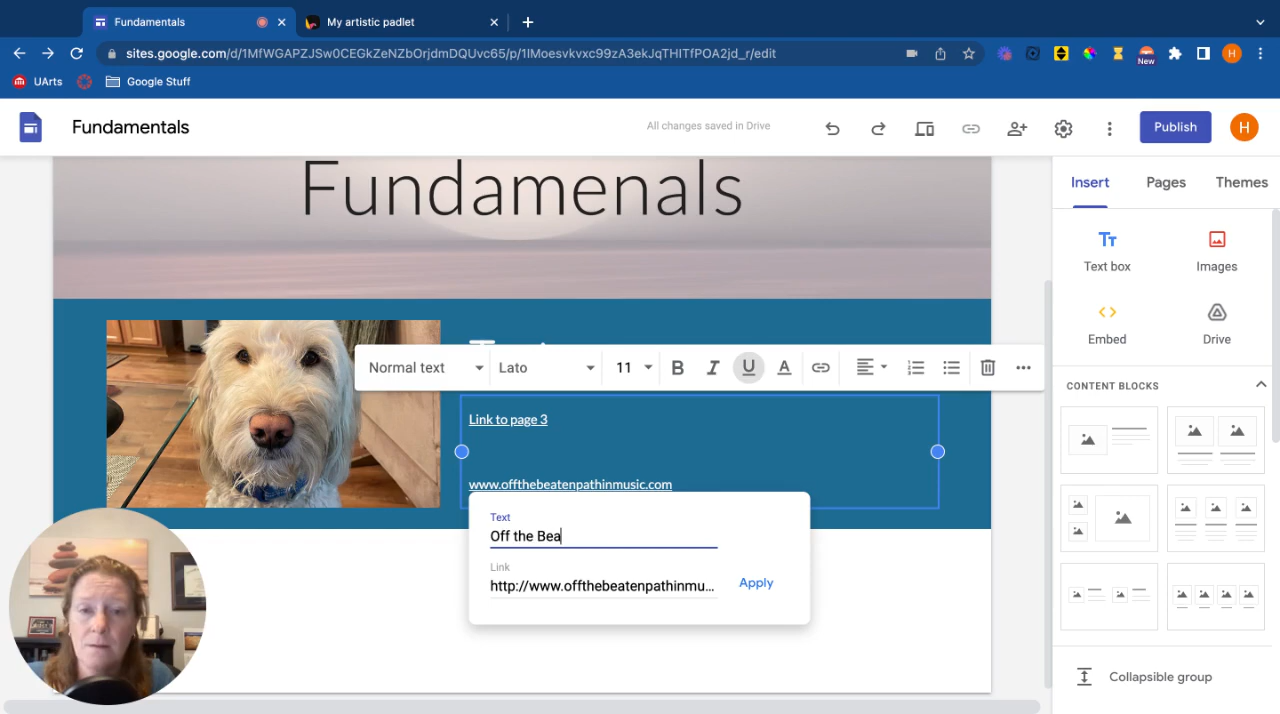 Fundamentals
My artistic padlet
sites.google.com/d/1MfWGAPZJSw0CEGkZeNZbOrjdmDQUvc65/p/1IMoesvkvxc99zA3ekJqTHITfPOA2jd_r/edit
New
H
UArts
Google Stuff
Fundamentals
All changes saved in Drive
Publish
H
Fundamenals
Insert
Pages
Themes
Text box
Images
Embed
Drive
CONTENT BLOCKS
Normal text
Lato
11
B
I
U
A
Link to page 3
www.offthebeatenpathinmusic.com
Text
Off the Bea
Link
http://www.offthebeatenpathinmu...
Apply
Collapsible group